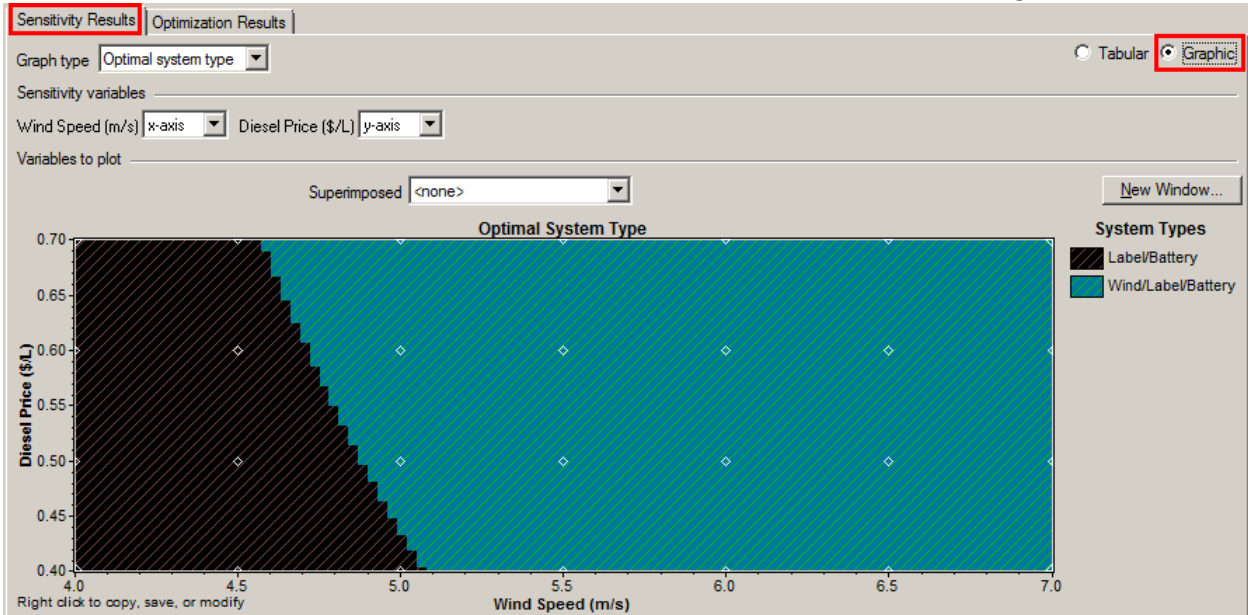 Sensitivity Results Optimization Results
Graph type Optimal system type Tabular Graphic
Sensitivity variables
Wind Speed (m/s) x-axis Diesel Price ($/L) y-axis
Variables to plot
Superimposed <none> New Window...
Optimal System Type
System Types
Label/Battery
Wind/Label/Battery
Diesel Price ($/L)
0.70
0.65
0.60
0.55
0.50
0.45
0.40
4.0 4.5 5.0 5.5 6.0 6.5 7.0
Right click to copy, save, or modify
Wind Speed (m/s)